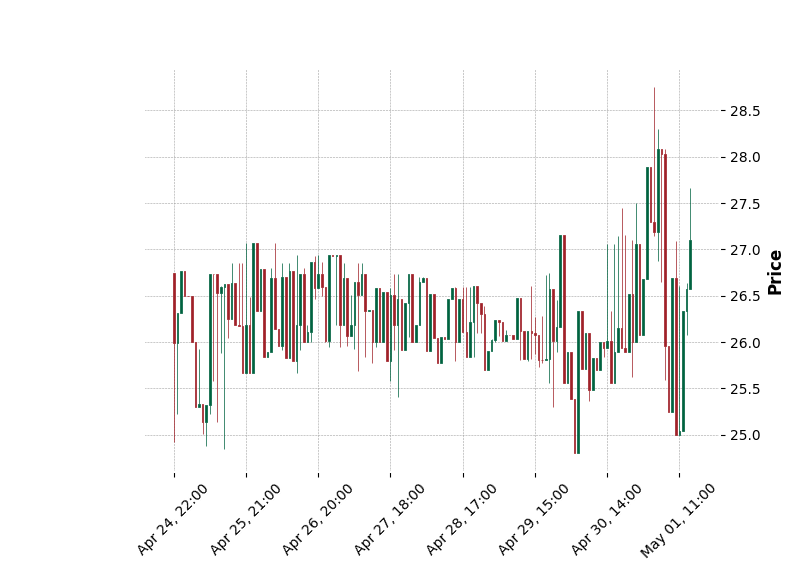 28.5
28.0
27.5
27.0
26.5
26.0
25.5
25.0
Price
Apr 24, 22:00
Apr 25, 21:00
Apr 26, 20:00
Apr 27, 18:00
Apr 28, 17:00
Apr 29, 15:00
Apr 30, 14:00
May 01, 11:00